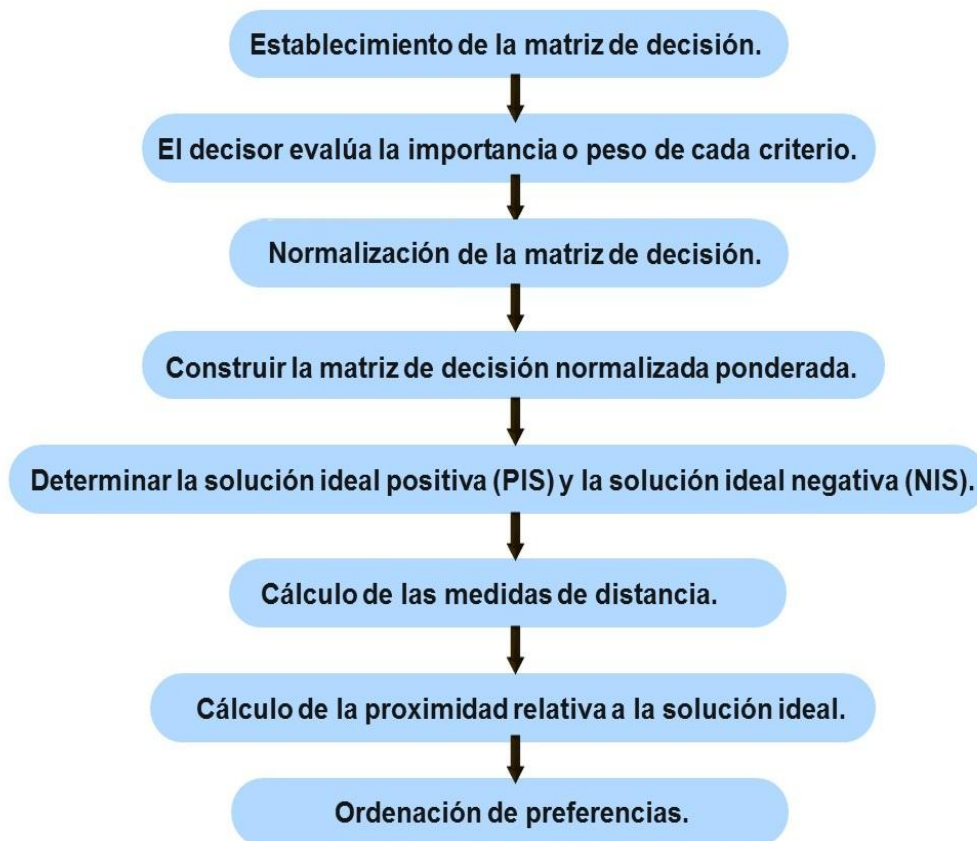 Establecimiento de la matriz de decisión.
El decisor evalúa la importancia o peso de cada criterio.
Normalización de la matriz de decisión.
Construir la matriz de decisión normalizada ponderada.
Determinar la solución ideal positiva (PIS) y la solución ideal negativa (NIS).
Cálculo de las medidas de distancia.
Cálculo de la proximidad relativa a la solución ideal.
Ordenación de preferencias.